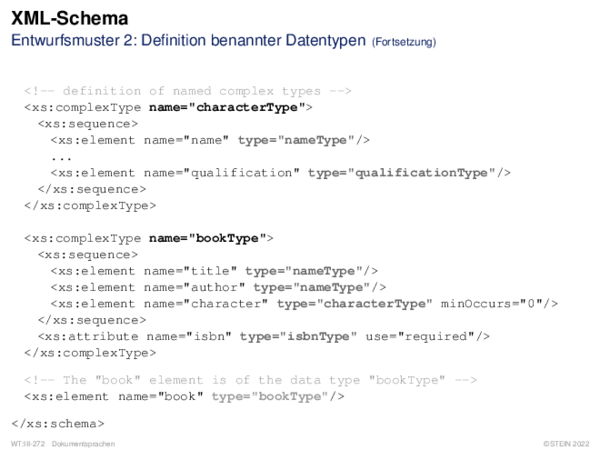 XML-Schema
Entwurfsmuster 2: Definition benannter Datentypen (Fortsetzung)
<!-- definition of named complex types -->
<xs:complexType name="characterType">
<xs:sequence>
<xs:element name="name" type="nameType"/>
...
<xs:element name="qualification" type="qualificationType"/>
</xs:sequence>
</xs:complexType>
<xs:complexType name="bookType">
<xs:sequence>
<xs:element name="title" type="nameType"/>
<xs:element name="author" type="nameType"/>
<xs:element name="character" type="characterType" minOccurs="0"/>
</xs:sequence>
<xs:attribute name="isbn" type="isbnType" use="required"/>
</xs:complexType>
<!-- The "book" element is of the data type "bookType" -->
<xs:element name="book" type="bookType"/>
</xs:schema>
WT:III-272 Dokumentsprachen ©STEIN 2022